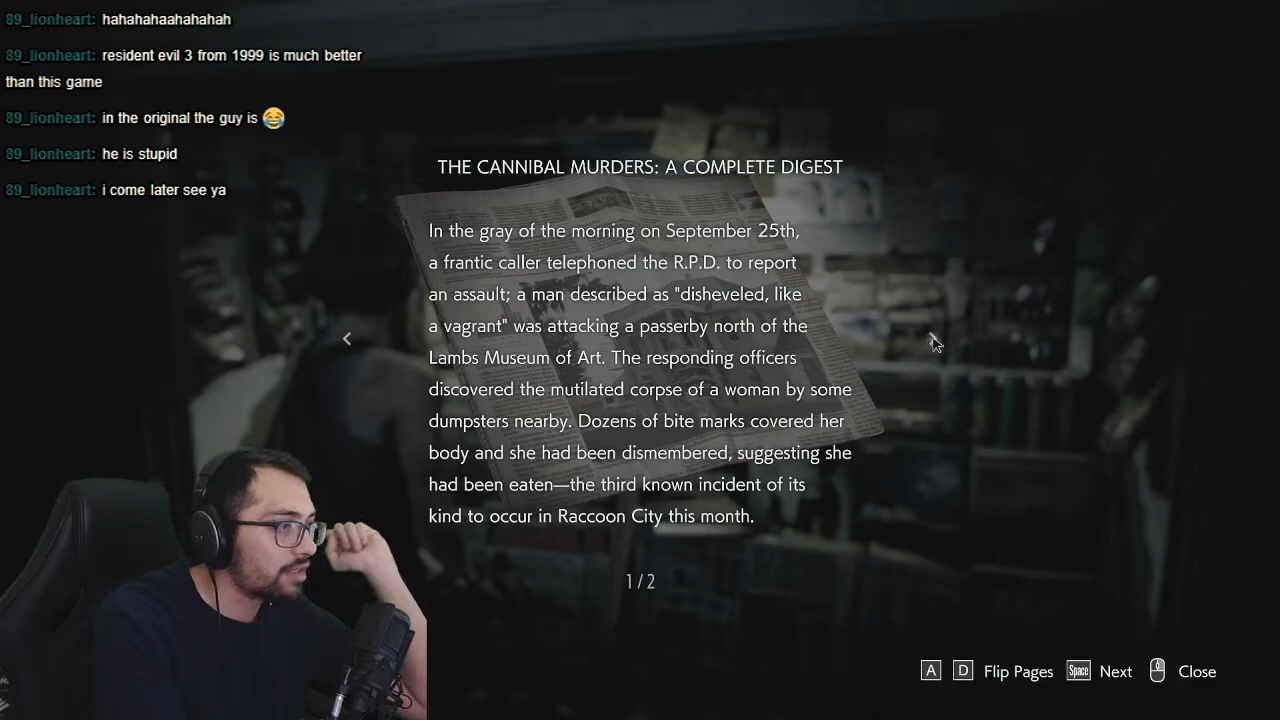 89_lionheart: hahahahaahahahah
89_lionheart: resident evil 3 from 1999 is much better
than this game
89_lionheart: in the original the guy is 😂
89_lionheart: he is stupid
89_lionheart: i come later see ya
THE CANNIBAL MURDERS: A COMPLETE DIGEST
In the gray of the morning on September 25th,
a frantic caller telephoned the R.P.D. to report
an assault; a man described as "disheveled, like
a vagrant" was attacking a passerby north of the
Lambs Museum of Art. The responding officers
discovered the mutilated corpse of a woman by some
dumpsters nearby. Dozens of bite marks covered her
body and she had been dismembered, suggesting she
had been eaten—the third known incident of its
kind to occur in Raccoon City this month.
1 / 2
A D Flip Pages Space Next Close